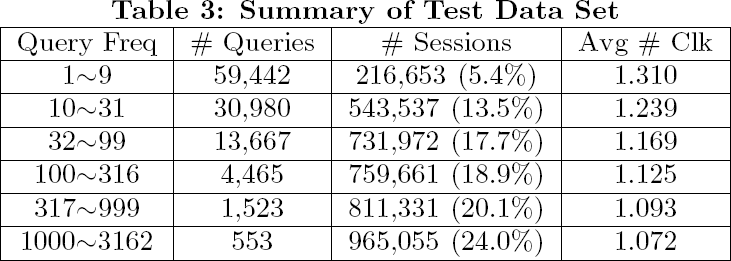 Table 3: Summary of Test Data Set
Query Freq # Queries # Sessions Avg # Clk
1~9 59,442 216,653 (5.4%) 1.310
10~31 30,980 543,537 (13.5%) 1.239
32~99 13,667 731,972 (17.7%) 1.169
100~316 4,465 759,661 (18.9%) 1.125
317~999 1,523 811,331 (20.1%) 1.093
1000~3162 553 965,055 (24.0%) 1.072